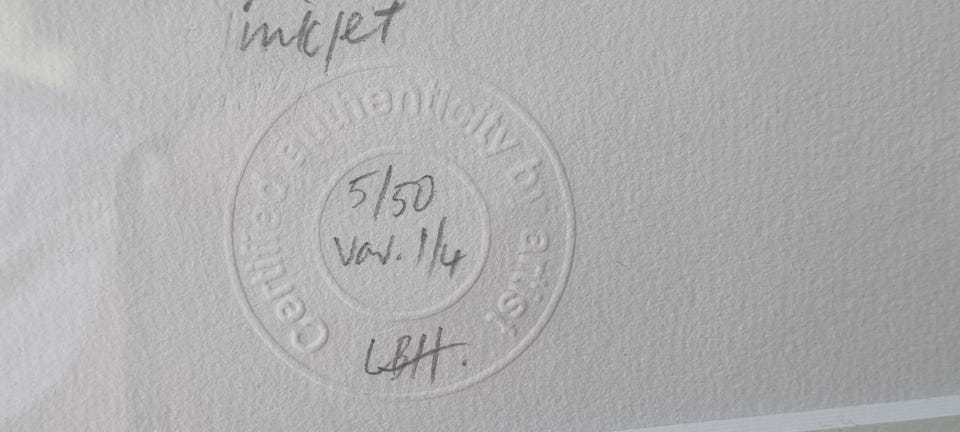 inkjet
Certified authenticity by artist
5/50
var. 1/4
LBH.